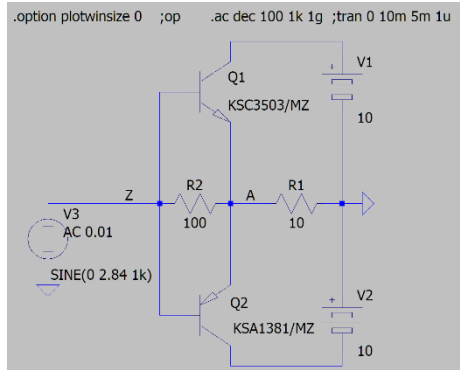 .option plotwinsize 0 ;op .ac dec 100 1k 1g ;tran 0 10m 5m 1u
V1
Q1
KSC3503/MZ
10
Z
R2
A
R1
V3
AC 0.01
100
10
SINE(0 2.84 1k)
V2
Q2
KSA1381/MZ
10